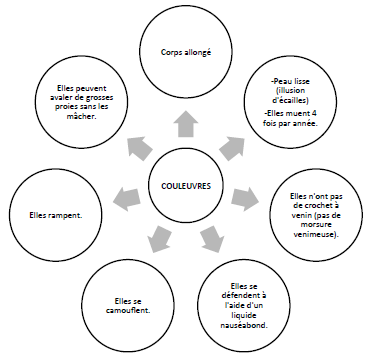 Corps allongé
-Peau lisse
(illusion
d'écailles)
-Elles muent 4
fois par année.
Elles n'ont pas
de crochet à
venin (pas de
morsure
venimeuse).
Elles se
défendent à
l'aide d'un
liquide
nauséabond.
Elles se
camouflent.
Elles rampent.
Elles peuvent
avaler de grosses
proies sans les
mâcher.
COULEUVRES